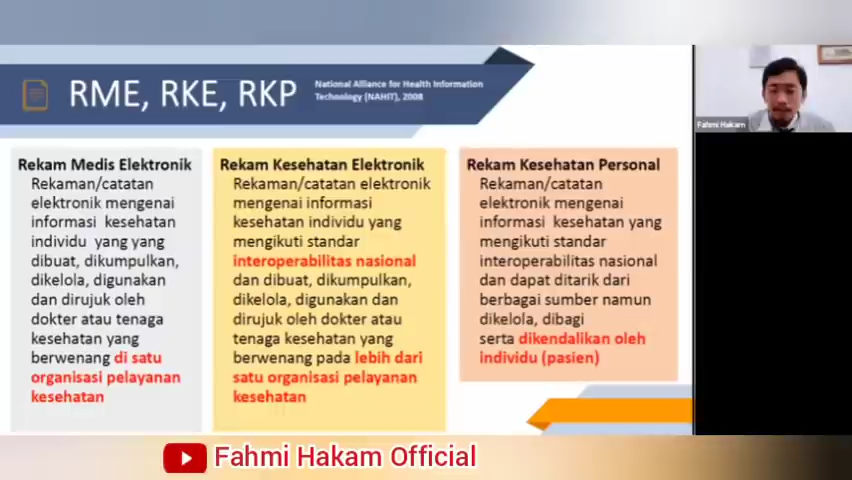 RME, RKE, RKP
National Alliance for Health Information
Technology (NAHIT), 2008
Fahmi Hakam
Rekam Medis Elektronik
Rekaman/catatan
elektronik mengenai
informasi kesehatan
individu yang yang
dibuat, dikumpulkan,
dikelola, digunakan
dan dirujuk oleh
dokter atau tenaga
kesehatan yang
berwenang di satu
organisasi pelayanan
kesehatan
Rekam Kesehatan Elektronik
Rekaman/catatan elektronik
mengenai informasi
kesehatan individu yang
mengikuti standar
interoperabilitas nasional
dan dibuat, dikumpulkan,
dikelola, digunakan dan
dirujuk oleh dokter atau
tenaga kesehatan yang
berwenang pada lebih dari
satu organisasi pelayanan
kesehatan
Rekam Kesehatan Personal
Rekaman/catatan
elektronik mengenai
informasi kesehatan yang
mengikuti standar
interoperabilitas nasional
dan dapat ditarik dari
berbagai sumber namun
dikelola, dibagi
serta dikendalikan oleh
individu (pasien)
Fahmi Hakam Official